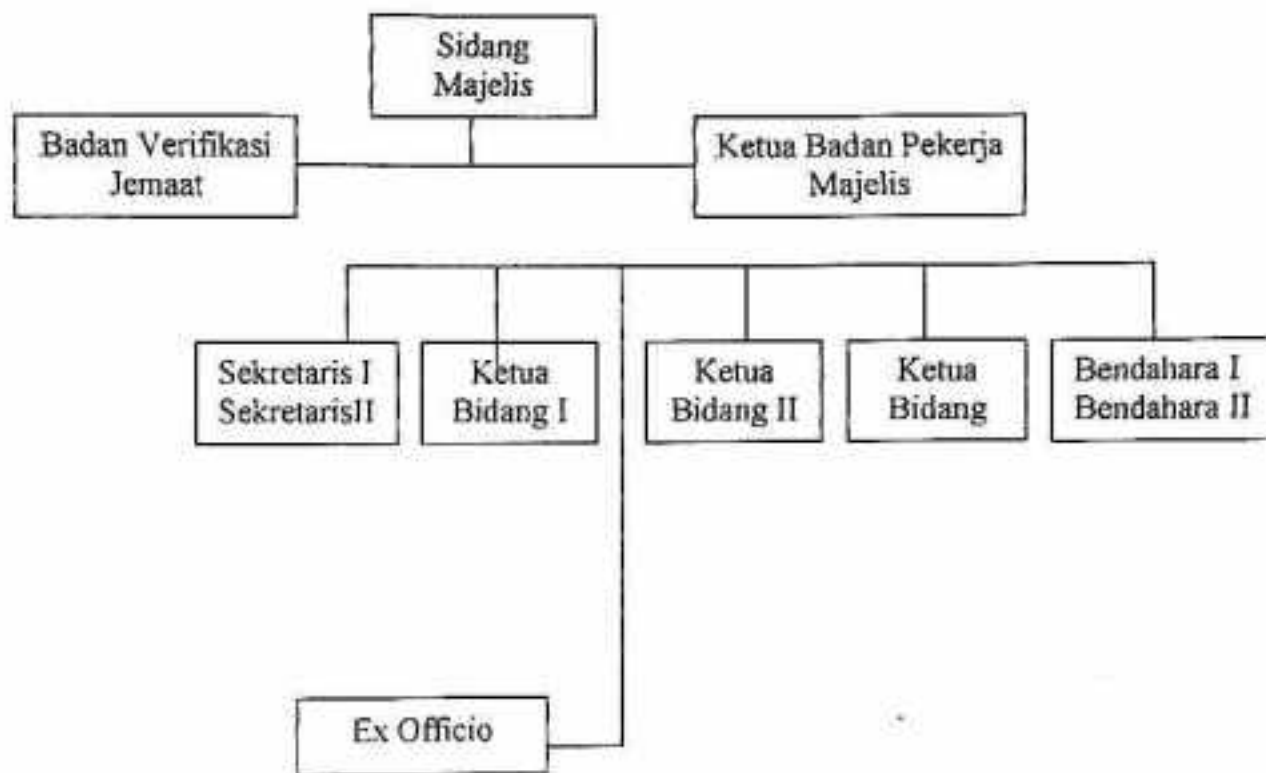 Sidang
Majelis
Badan Verifikasi
Jemaat
Ketua Badan Pekerja
Majelis
Sekretaris I
SekretarisII
Ketua
Bidang I
Ketua
Bidang II
Ketua
Bidang
Bendahara I
Bendahara II
Ex Officio